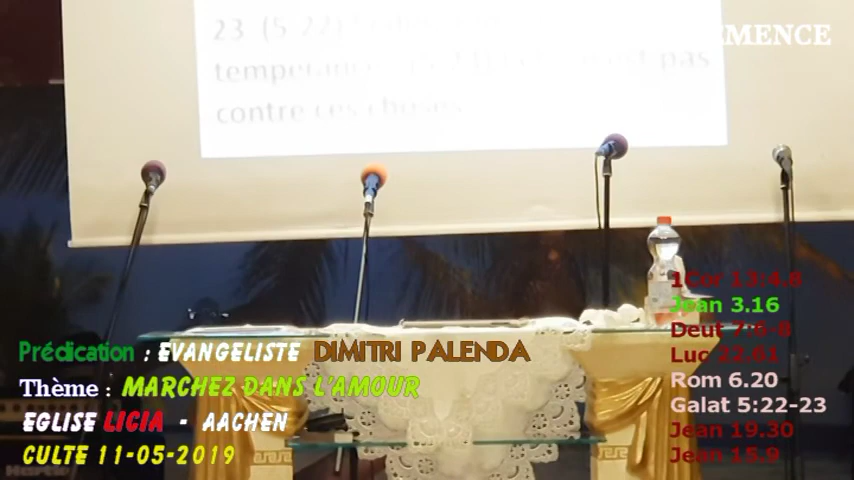 EMENCE
23 (5-22)
pas
contre ces choses
1Cor 13:4.8
Jean 3.16
Deut 7:6-8
Luc 22.61
Rom 6.20
Galat 5:22-23
Jean 19.30
Jean 15.9
Prédication : EVANGELISTE DIMITRI PALENDA
Thème : MARCHEZ DANS L'AMOUR
EGLISE LICIA - AACHEN
CULTE 11-05-2019